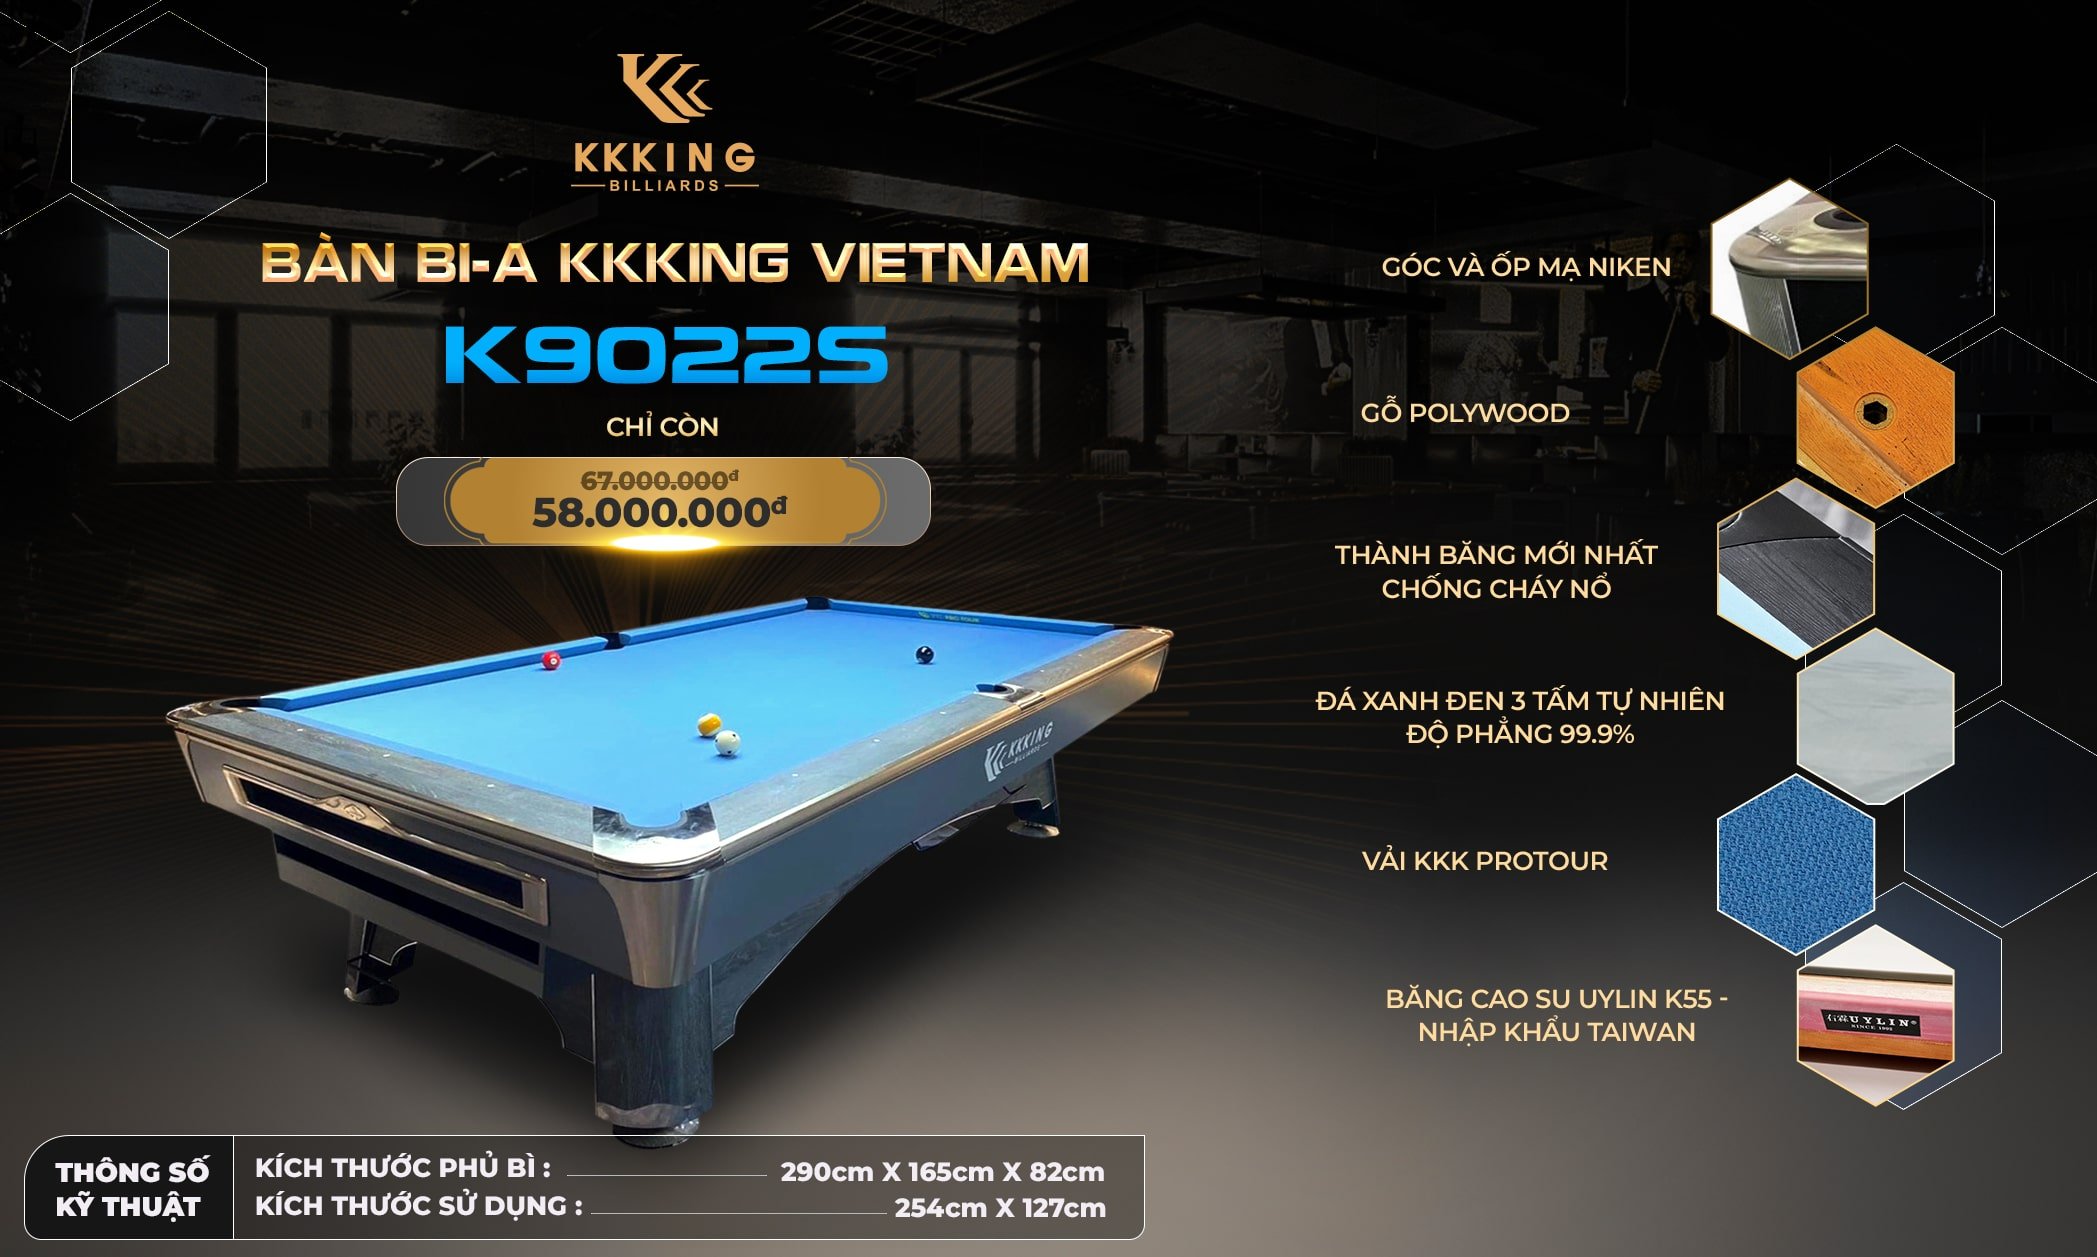 KKKING
BILLIARDS
BÀN BI-A KKKING VIETNAM
K9022S
CHỈ CÒN
67.000.000đ
58.000.000đ
GÓC VÀ ỐP MẠ NIKEN
GỖ POLYWOOD
THÀNH BĂNG MỚI NHẤT
CHỐNG CHÁY NỔ
ĐÁ XANH ĐEN 3 TẤM TỰ NHIÊN
ĐỘ PHẲNG 99.9%
VẢI KKK PROTOUR
BĂNG CAO SU UYLIN K55 -
NHẬP KHẨU TAIWAN
UYLIN®
SINCE 1992
KKKING
BILLIARDS
THÔNG SỐ
KỸ THUẬT
KÍCH THƯỚC PHỦ BÌ : 290cm X 165cm X 82cm
KÍCH THƯỚC SỬ DỤNG : 254cm X 127cm